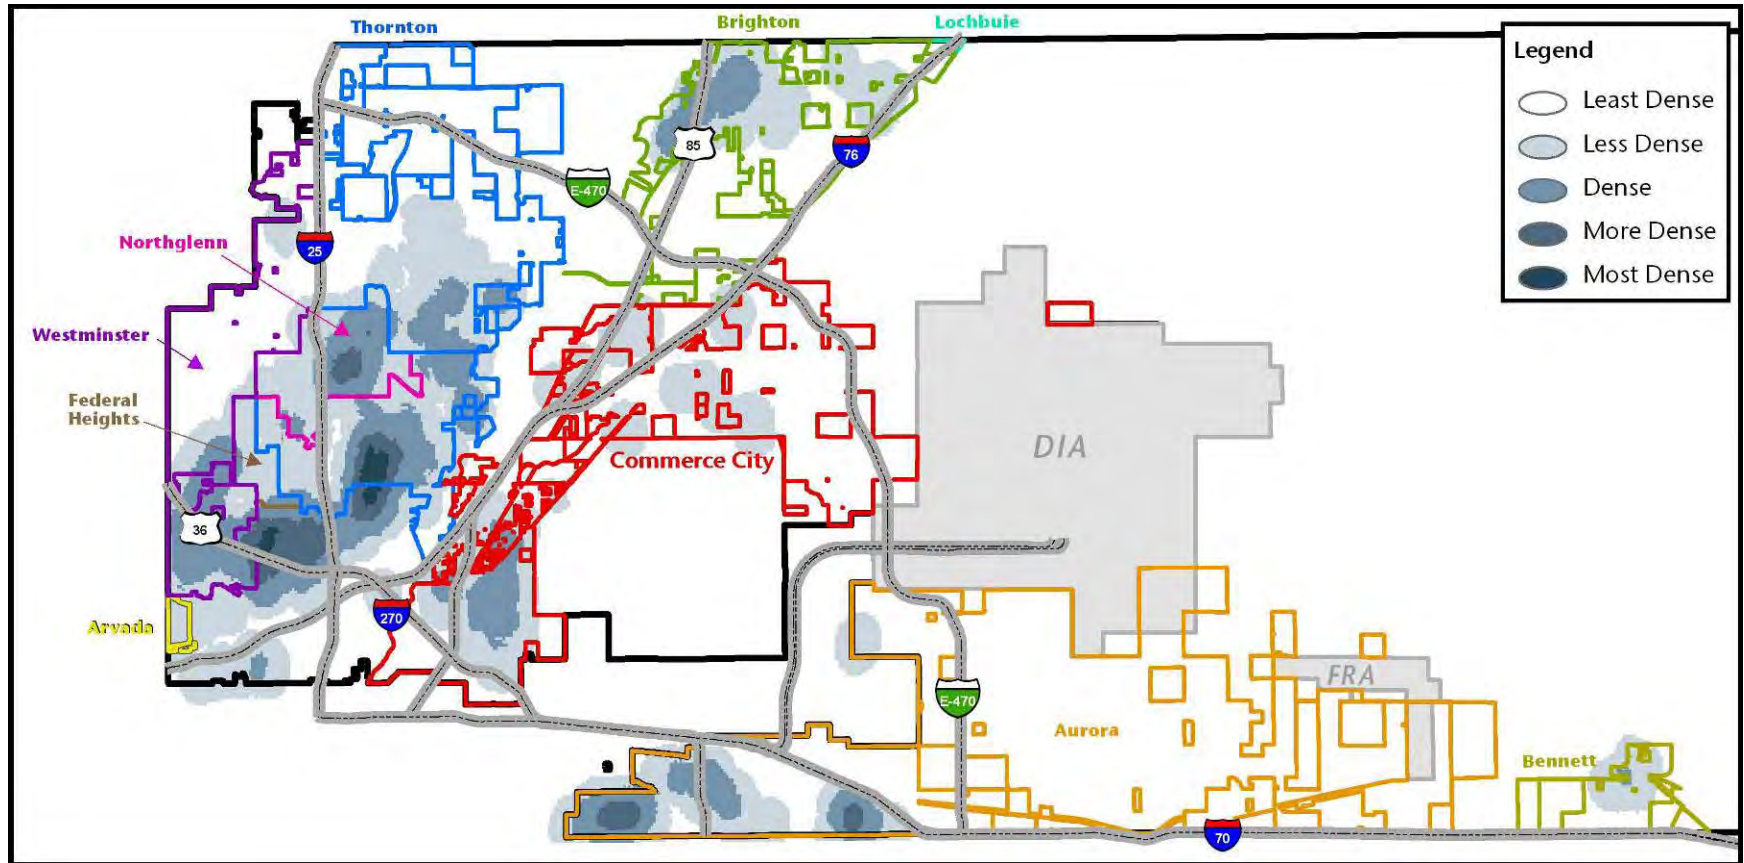 Thornton
Brighton
Lochbuie
Legend
Least Dense
Less Dense
Dense
More Dense
Most Dense
85
76
E-470
Northglenn
25
Westminster
Federal
Heights
DIA
Commerce City
36
270
Arvada
FRA
E-470
Aurora
Bennett
70